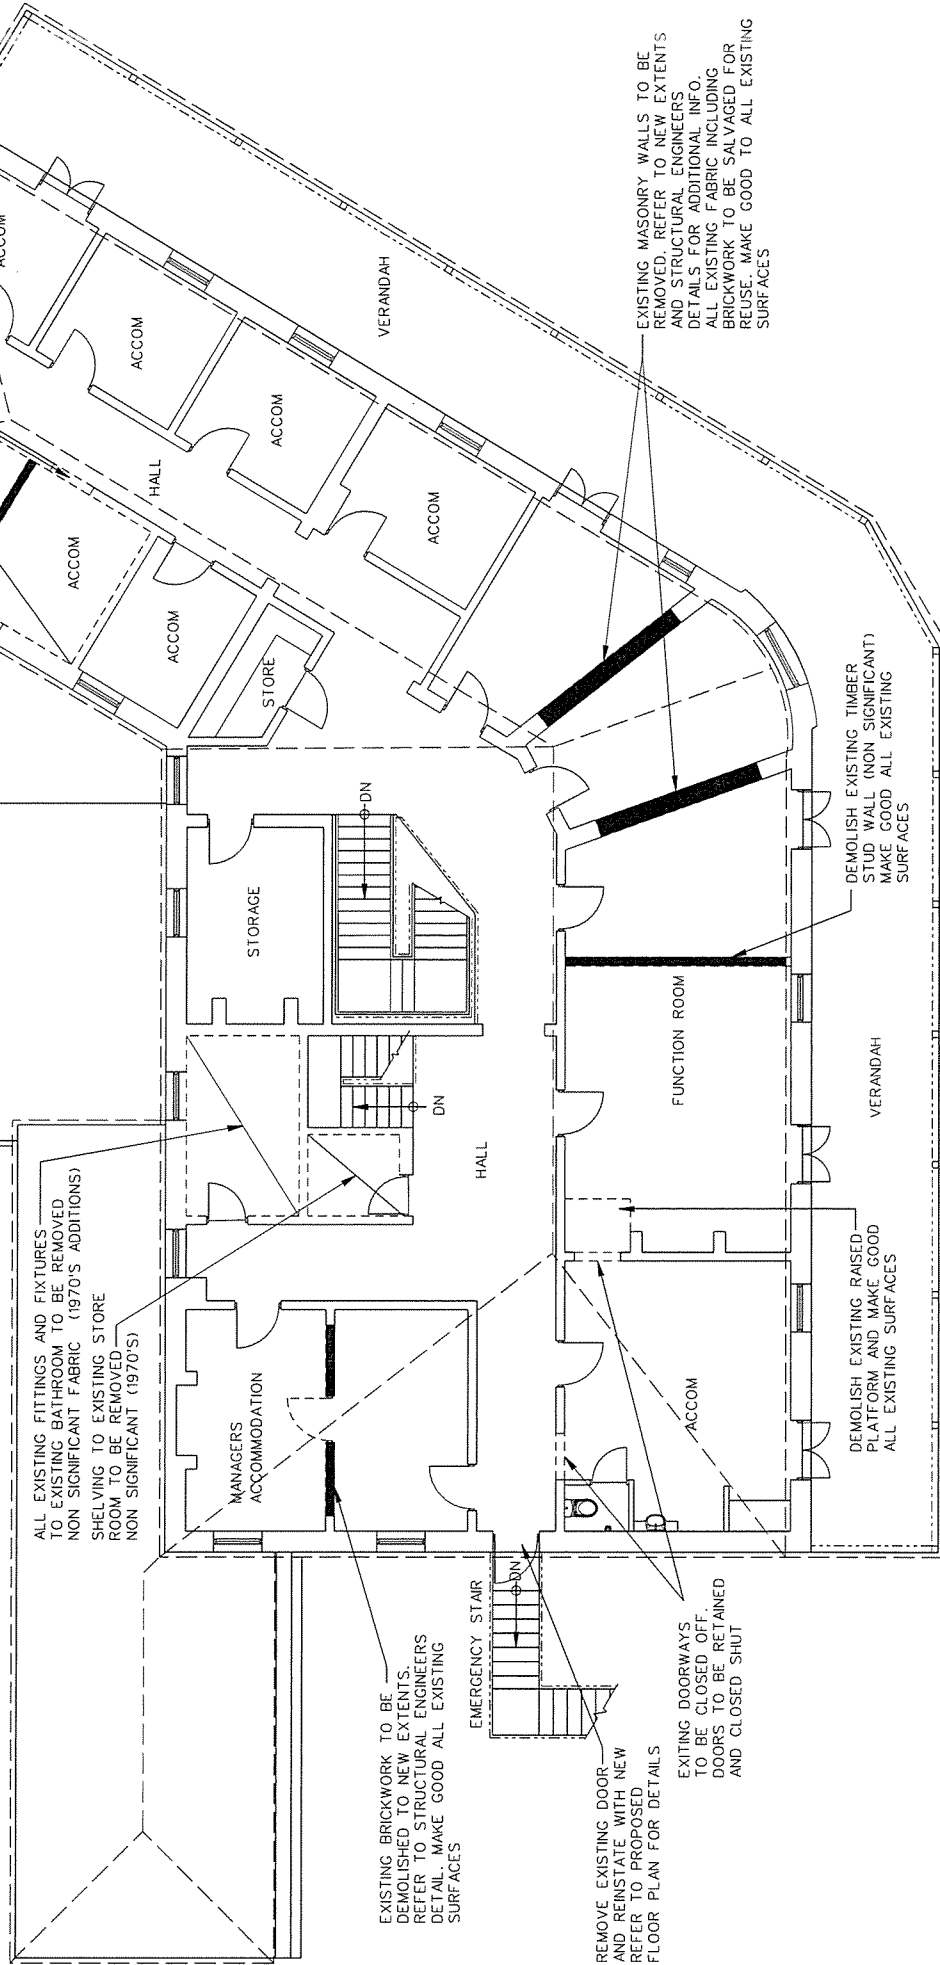 ALL EXISTING FITTINGS AND FIXTURES
TO EXISTING BATHROOM TO BE REMOVED
NON SIGNIFICANT FABRIC (1970'S ADDITIONS)
SHELVING TO EXISTING STORE
ROOM TO BE REMOVED
NON SIGNIFICANT (1970'S)
ACCOM
ACCOM
ACCOM
ACCOM
ACCOM
ACCOM
HALL
VERANDAH
STORE
STORAGE
DN
DN
HALL
MANAGERS
ACCOMMODATION
EXISTING BRICKWORK TO BE
DEMOLISHED TO NEW EXTENTS.
REFER TO STRUCTURAL ENGINEERS
DETAIL. MAKE GOOD ALL EXISTING
SURFACES
EMERGENCY STAIR
DN
REMOVE EXISTING DOOR
AND REINSTATE WITH NEW
REFER TO PROPOSED
FLOOR PLAN FOR DETAILS
EXITING DOORWAYS
TO BE CLOSED OFF.
DOORS TO BE RETAINED
AND CLOSED SHUT
ACCOM
FUNCTION ROOM
DEMOLISH EXISTING RAISED
PLATFORM AND MAKE GOOD
ALL EXISTING SURFACES
VERANDAH
DEMOLISH EXISTING TIMBER
STUD WALL (NON SIGNIFICANT)
MAKE GOOD ALL EXISTING
SURFACES
EXISTING MASONRY WALLS TO BE
REMOVED. REFER TO NEW EXTENTS
AND STRUCTURAL ENGINEERS
DETAILS FOR ADDITIONAL INFO.
ALL EXISTING FABRIC INCLUDING
BRICKWORK TO BE SALVAGED FOR
REUSE. MAKE GOOD TO ALL EXISTING
SURFACES